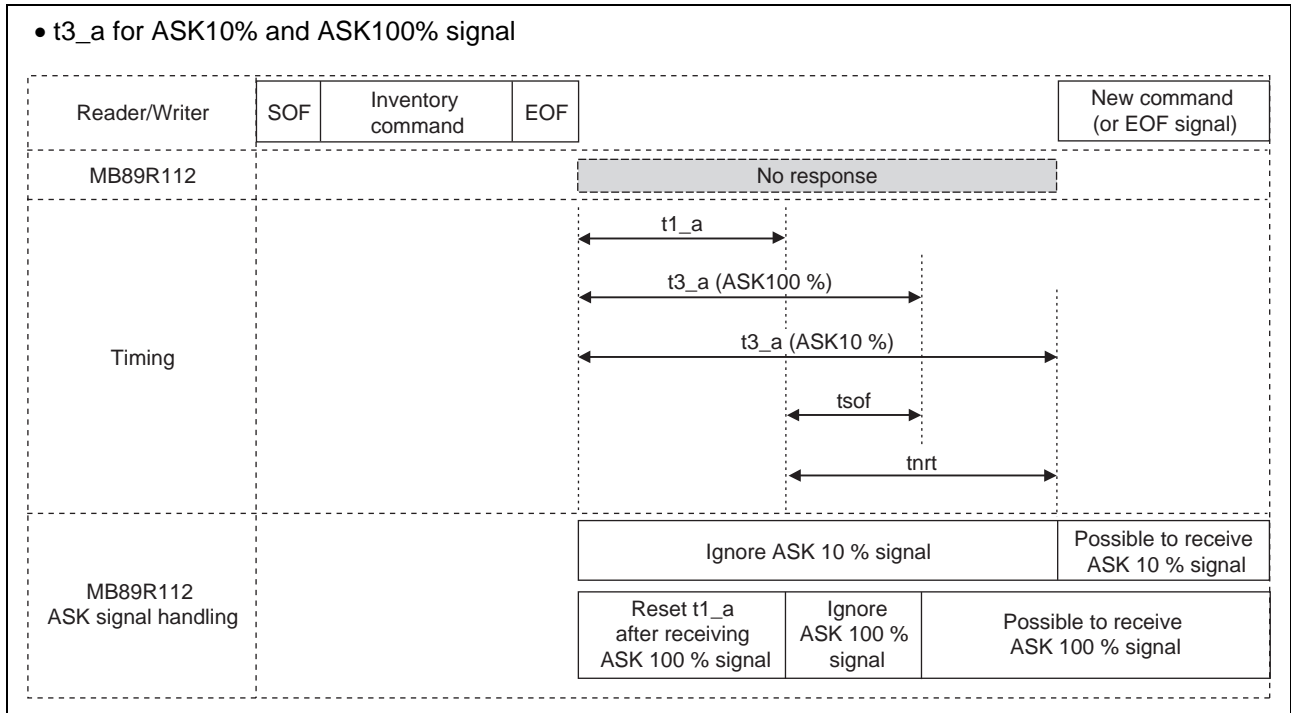 • t3_a for ASK10% and ASK100% signal
Reader/Writer
SOF
Inventory
command
EOF
New command
(or EOF signal)
MB89R112
No response
Timing
t1_a
t3_a (ASK100 %)
t3_a (ASK10 %)
tsof
tnrt
MB89R112
ASK signal handling
Ignore ASK 10 % signal
Possible to receive
ASK 10 % signal
Reset t1_a
after receiving
ASK 100 % signal
Ignore
ASK 100 %
signal
Possible to receive
ASK 100 % signal